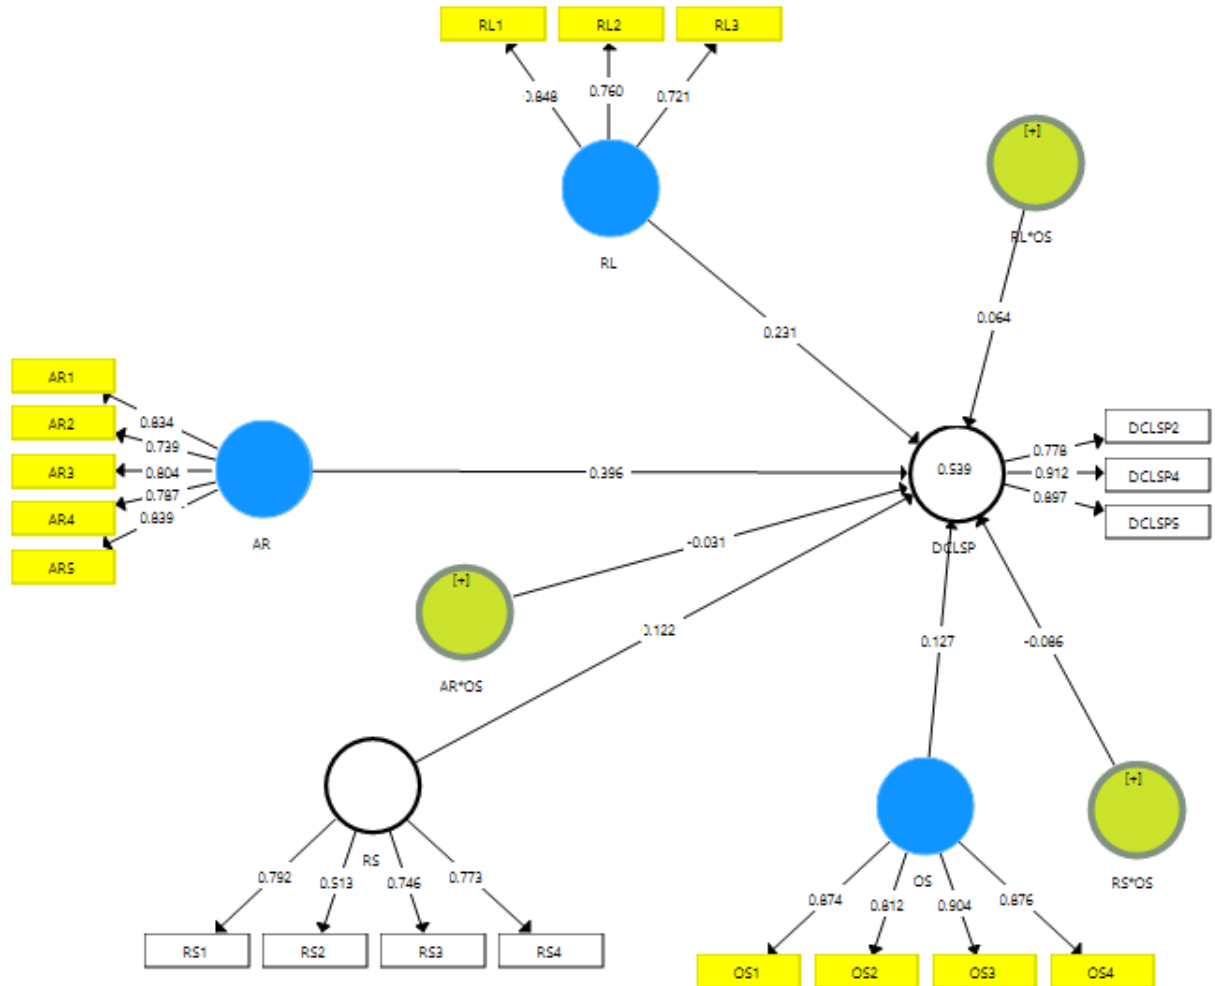 RL1 RL2 RL3
0.848 0.760 0.721
[+]
RL
RL*OS
0.231
0.064
AR1
AR2
AR3
AR4
AR5
0.834
0.739
0.804
0.787
0.839
AR
0.396
0.539
DCLSP
0.778
0.912
0.897
DCLSP2
DCLSP4
DCLSP5
-0.031
[+]
AR*OS
0.122
0.127
-0.086
RS
0.792 0.513 0.746 0.773
RS1 RS2 RS3 RS4
OS
0.874 0.812 0.904 0.876
OS1 OS2 OS3 OS4
[+]
RS*OS